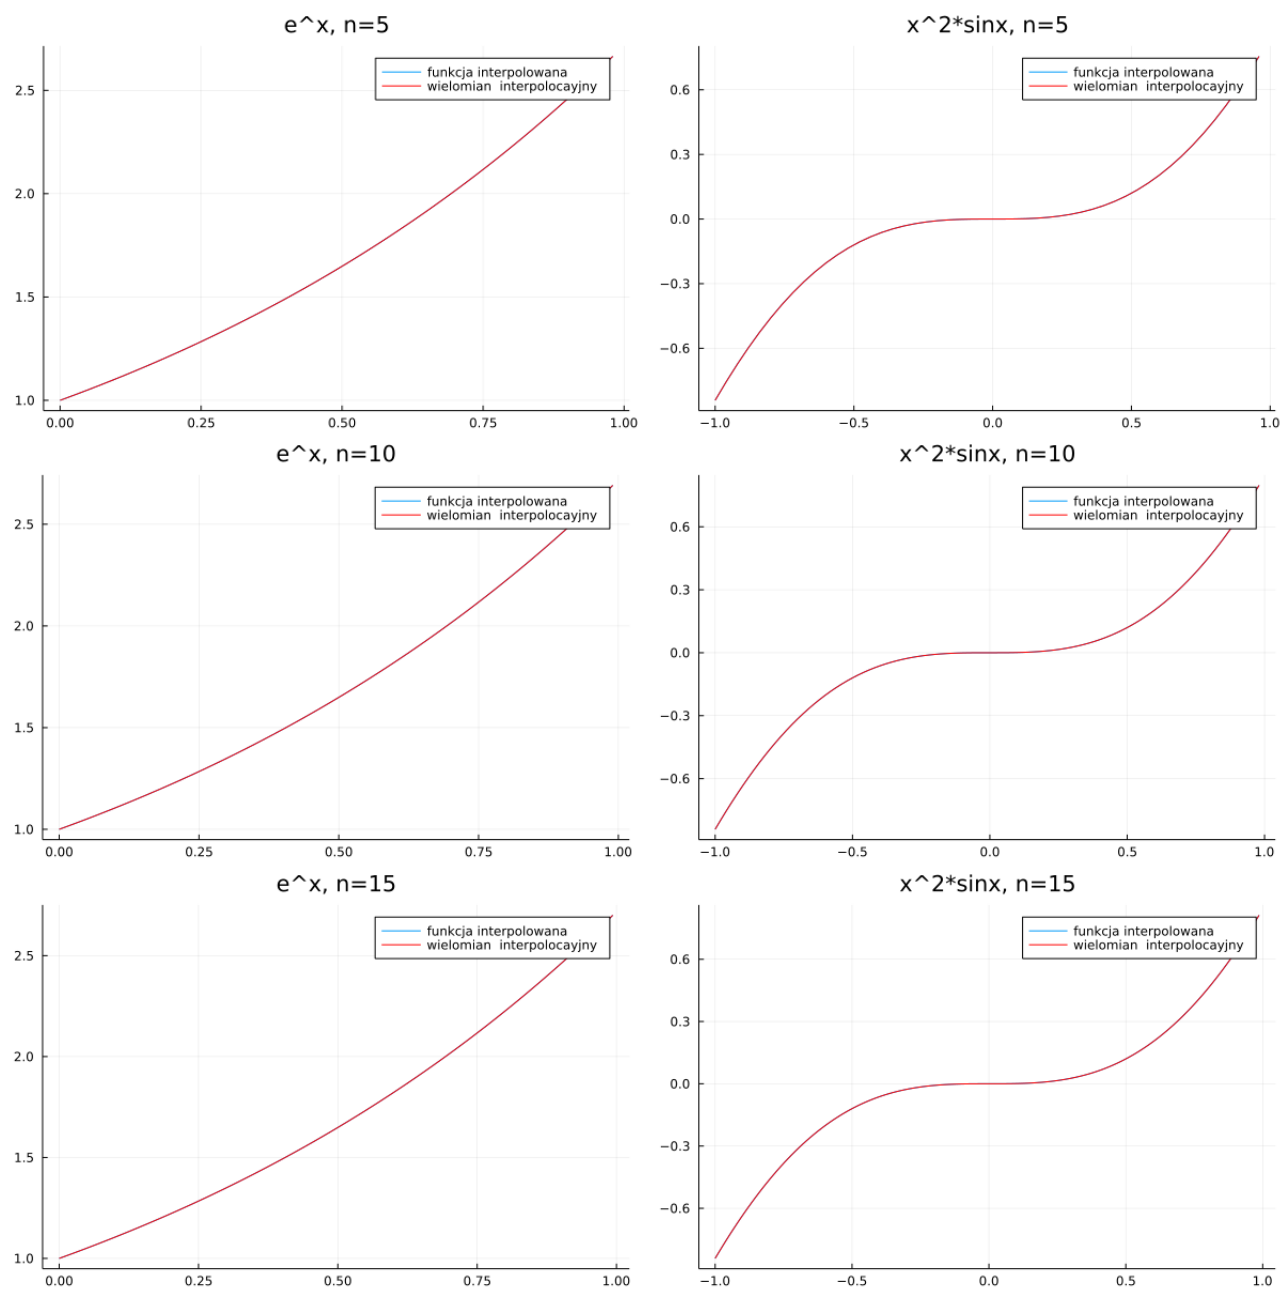 e^x, n=5
funkcja interpolowana
wielomian  interpolocayjny
2.5
2.0
1.5
1.0
0.00 0.25 0.50 0.75 1.00
x^2*sinx, n=5
funkcja interpolowana
wielomian  interpolocayjny
0.6
0.3
0.0
−0.3
−0.6
−1.0 −0.5 0.0 0.5 1.0
e^x, n=10
funkcja interpolowana
wielomian  interpolocayjny
2.5
2.0
1.5
1.0
0.00 0.25 0.50 0.75 1.00
x^2*sinx, n=10
funkcja interpolowana
wielomian  interpolocayjny
0.6
0.3
0.0
−0.3
−0.6
−1.0 −0.5 0.0 0.5 1.0
e^x, n=15
funkcja interpolowana
wielomian  interpolocayjny
2.5
2.0
1.5
1.0
0.00 0.25 0.50 0.75 1.00
x^2*sinx, n=15
funkcja interpolowana
wielomian  interpolocayjny
0.6
0.3
0.0
−0.3
−0.6
−1.0 −0.5 0.0 0.5 1.0